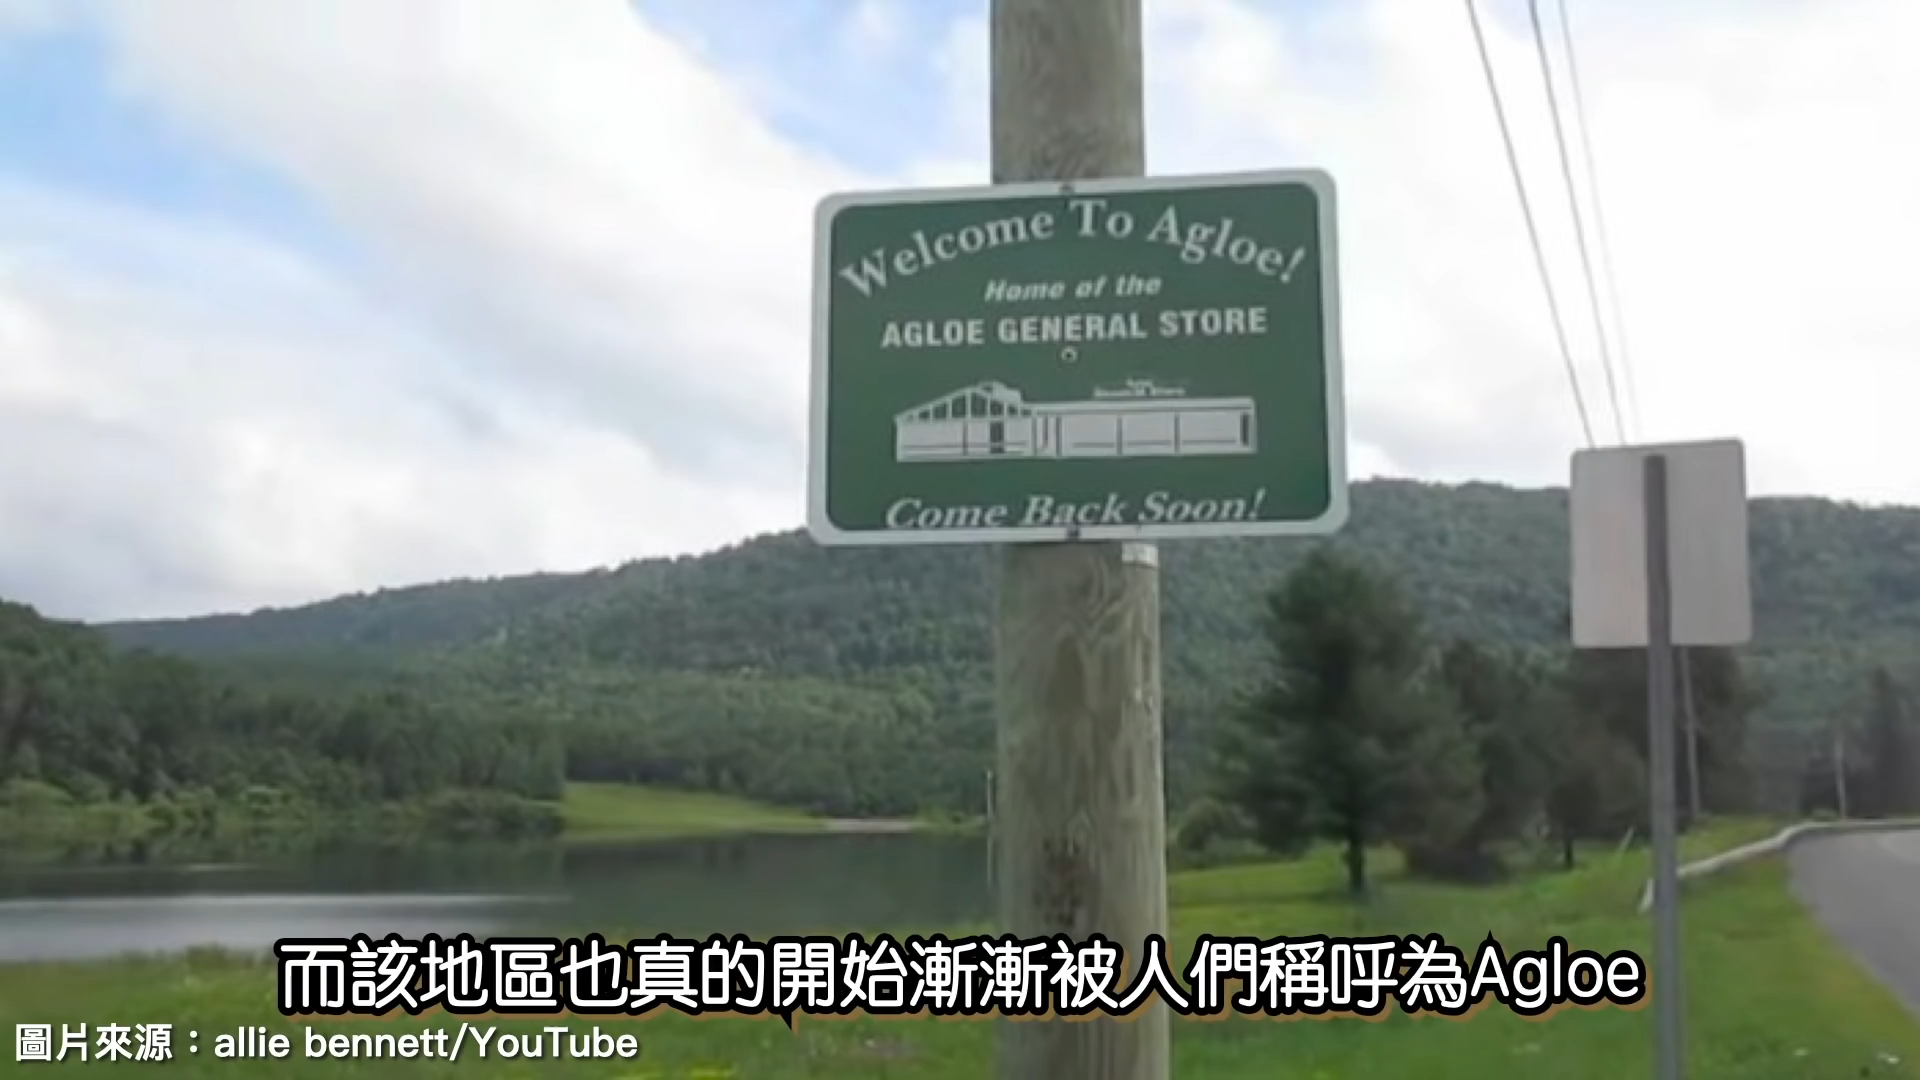 Welcome To Agloe!
Home of the
AGLOE GENERAL STORE
Come Back Soon!
而該地區也真的開始漸漸被人們稱呼為Agloe
圖片來源：allie bennett/YouTube